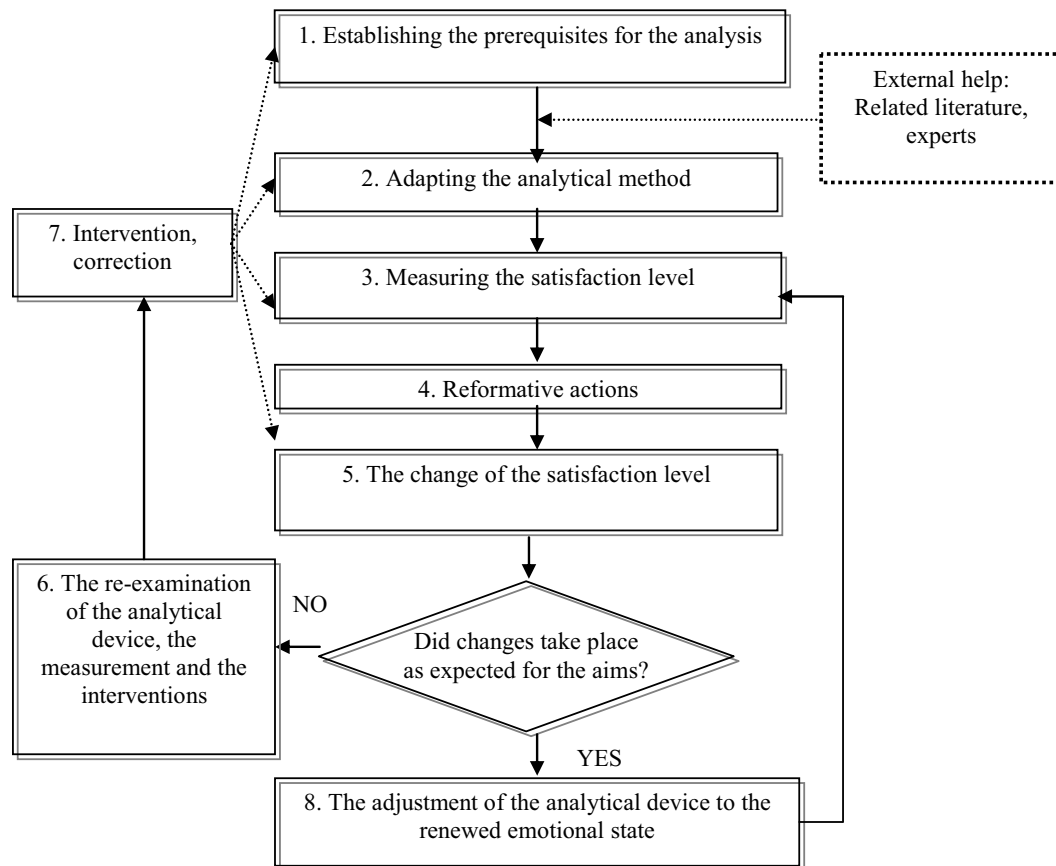 1. Establishing the prerequisites for the analysis
External help:
Related literature,
experts
2. Adapting the analytical method
7. Intervention,
correction
3. Measuring the satisfaction level
4. Reformative actions
5. The change of the satisfaction level
6. The re-examination
of the analytical
device, the
measurement and the
interventions
NO
Did changes take place
as expected for the aims?
YES
8. The adjustment of the analytical device to the
renewed emotional state